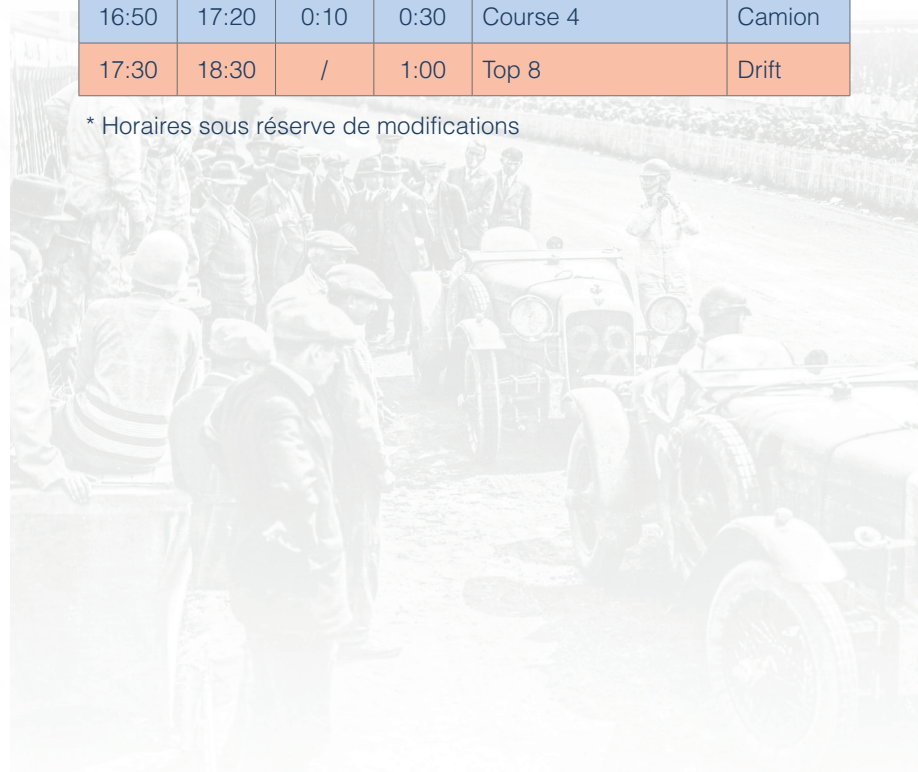 16:50 17:20 0:10 0:30 Course 4 Camion
17:30 18:30 / 1:00 Top 8 Drift
* Horaires sous réserve de modifications